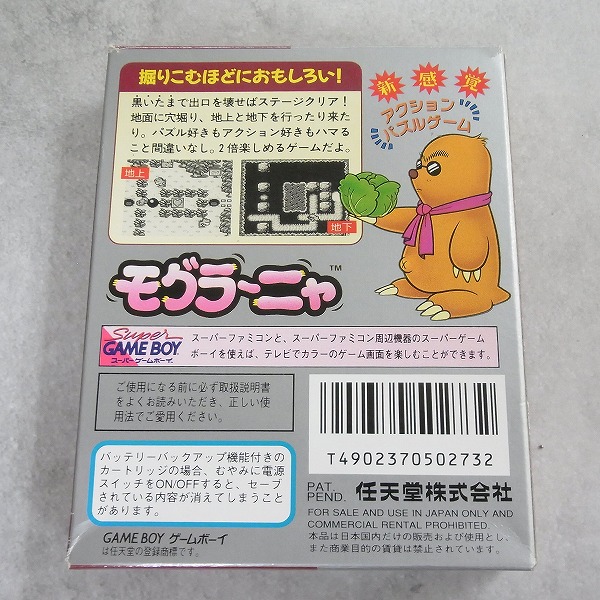 掘りこむほどにおもしろい!
黒いたまで出口を壊せばステージクリア!
地面に穴掘り、地上と地下を行ったり来た
り。パズル好きもアクション好きもハマる
こと間違いなし。2倍楽しめるゲームだよ。
地上
地下
新感覚
アクション
パズルゲーム
モグラ〜ニャ™
Super
GAME BOY
スーパーゲームボーイ
スーパーファミコンと、スーパーファミコン周辺機器のスーパーゲーム
ボーイを使えば、テレビでカラーのゲーム画面を楽しむことができます。
ご使用になる前に必ず取扱説明書
をよくお読みいただき、正しい使
用法でご愛用ください。
バッテリーバックアップ機能付きの
カートリッジの場合、むやみに電源
スイッチをON/OFFすると、セーブ
されている内容が消えてしまうこと
があります。
GAME BOY ゲームボーイ
は任天堂の登録商標です。
T4902370502732
PAT.
PEND.
任天堂株式会社
FOR SALE AND USE IN JAPAN ONLY AND
COMMERCIAL RENTAL PROHIBITED.
本品は日本国内だけの販売および使用とし、
また商業目的の賃貸は禁止されています。